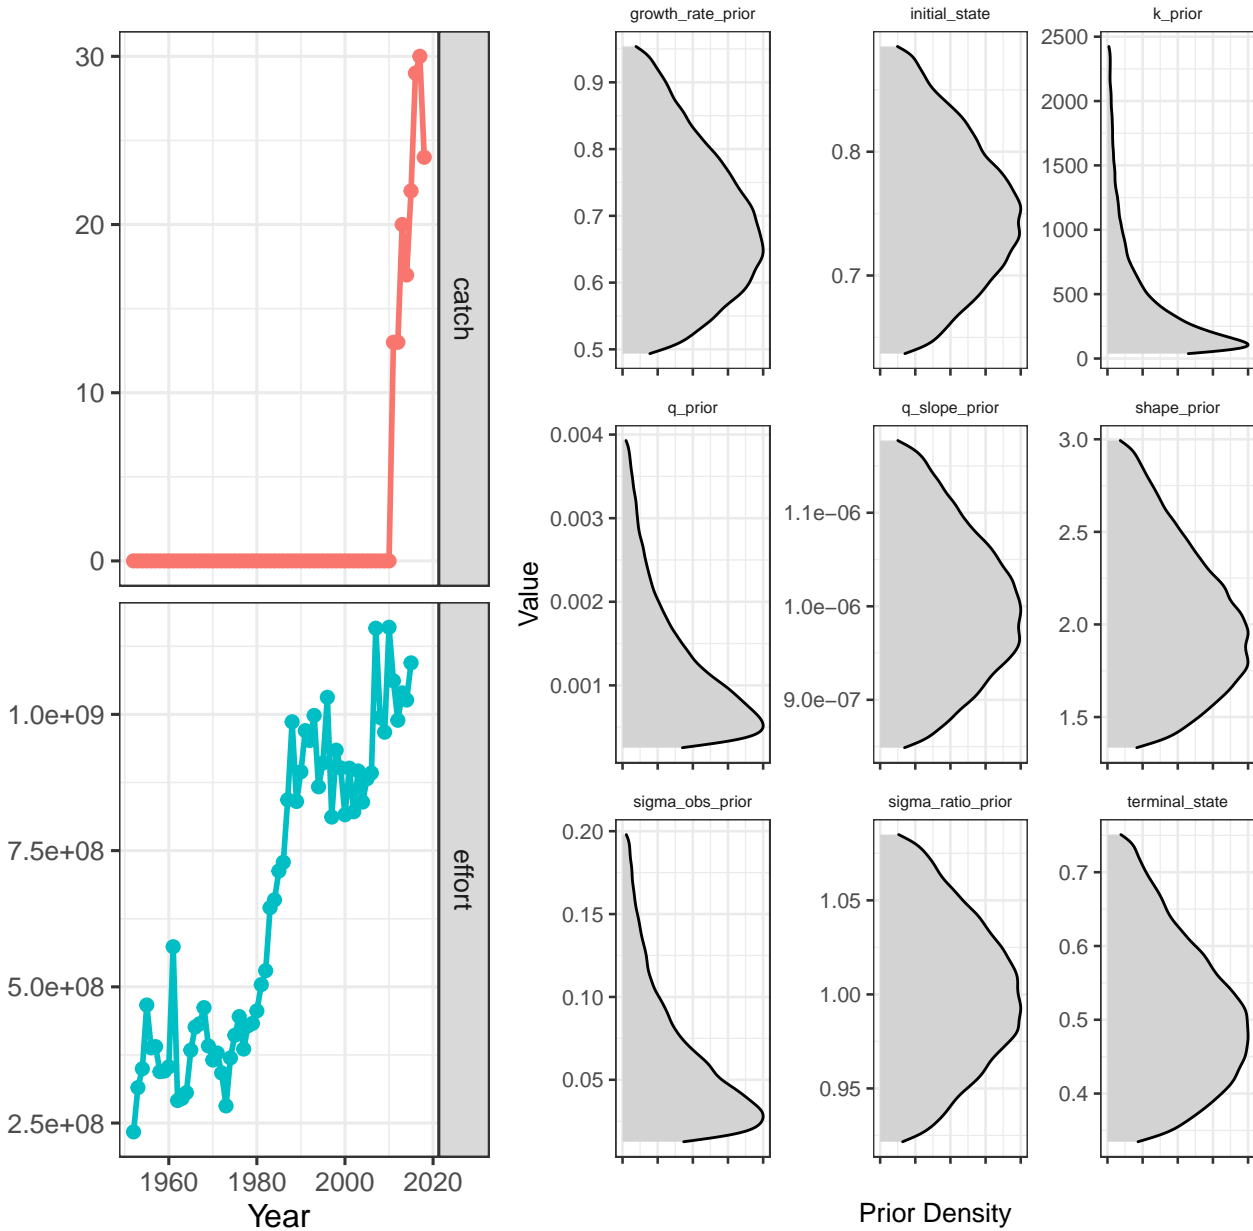 30
20
10
0
catch
1.0e+09
7.5e+08
5.0e+08
2.5e+08
effort
1960 1980 2000 2020
Year
growth_rate_prior
0.9
0.8
0.7
0.6
0.5
initial_state
0.8
0.7
k_prior
2500
2000
1500
1000
500
0
q_prior
0.004
0.003
0.002
0.001
q_slope_prior
1.1e-06
1.0e-06
9.0e-07
shape_prior
3.0
2.5
2.0
1.5
sigma_obs_prior
0.20
0.15
0.10
0.05
sigma_ratio_prior
1.05
1.00
0.95
terminal_state
0.7
0.6
0.5
0.4
Value
Prior Density